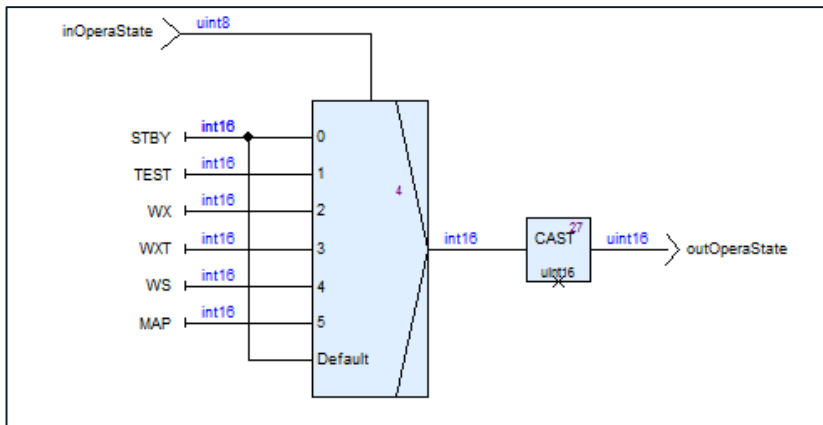 inOperaState uint8
STBY int16 0
TEST int16 1
4
WX int16 2
27
int16 CAST uint16
WXT int16 3
outOperaState
uint16
WS int16 4
MAP int16 5
Default